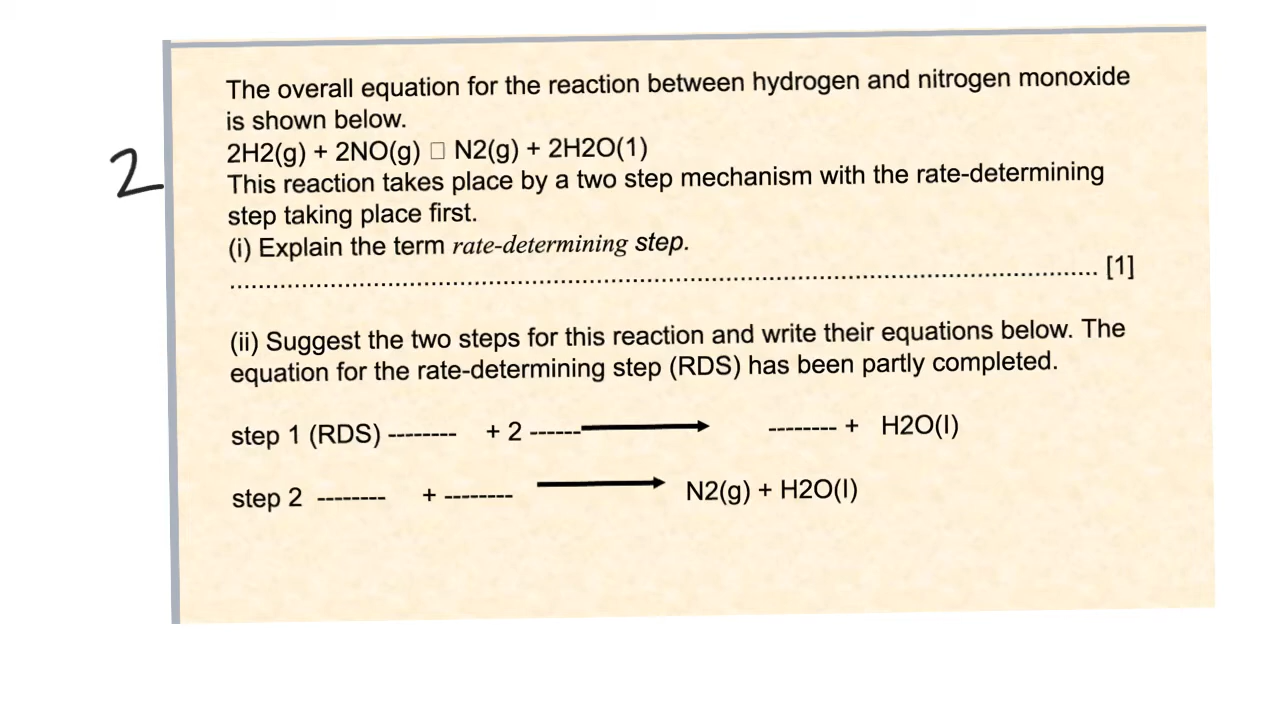 The overall equation for the reaction between hydrogen and nitrogen monoxide
is shown below.
2H2(g) + 2NO(g) □ N2(g) + 2H2O(1)
2
This reaction takes place by a two step mechanism with the rate-determining
step taking place first.
(i) Explain the term rate-determining step.
.............................................................................................................................. [1]
(ii) Suggest the two steps for this reaction and write their equations below. The
equation for the rate-determining step (RDS) has been partly completed.
step 1 (RDS) -------- + 2 ------ → -------- + H2O(l)
step 2 -------- + -------- → N2(g) + H2O(l)